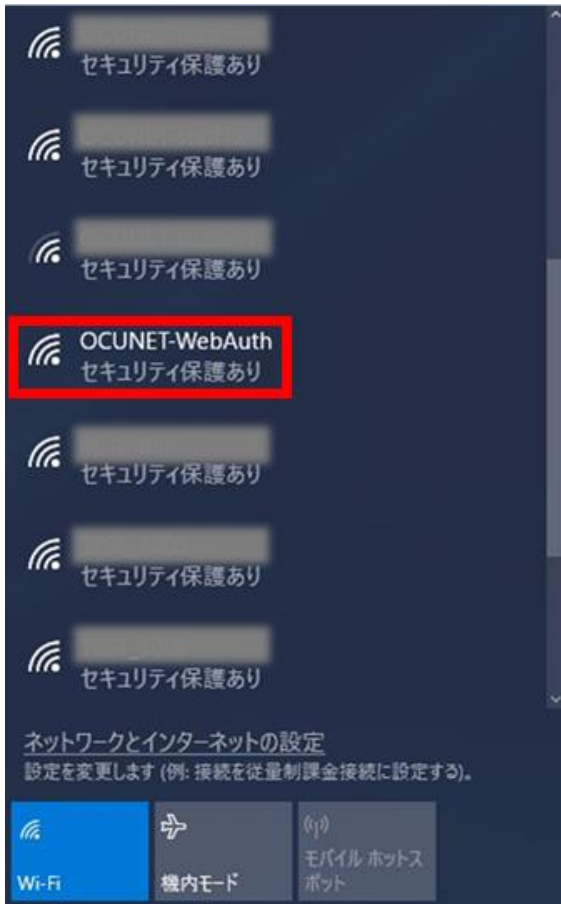 セキュリティ保護あり
セキュリティ保護あり
セキュリティ保護あり
OCUNET-WebAuth
セキュリティ保護あり
セキュリティ保護あり
セキュリティ保護あり
セキュリティ保護あり
ネットワークとインターネットの設定
設定を変更します (例: 接続を従量制課金接続に設定する)。
Wi-Fi
機内モード
モバイル ホットス
ポット